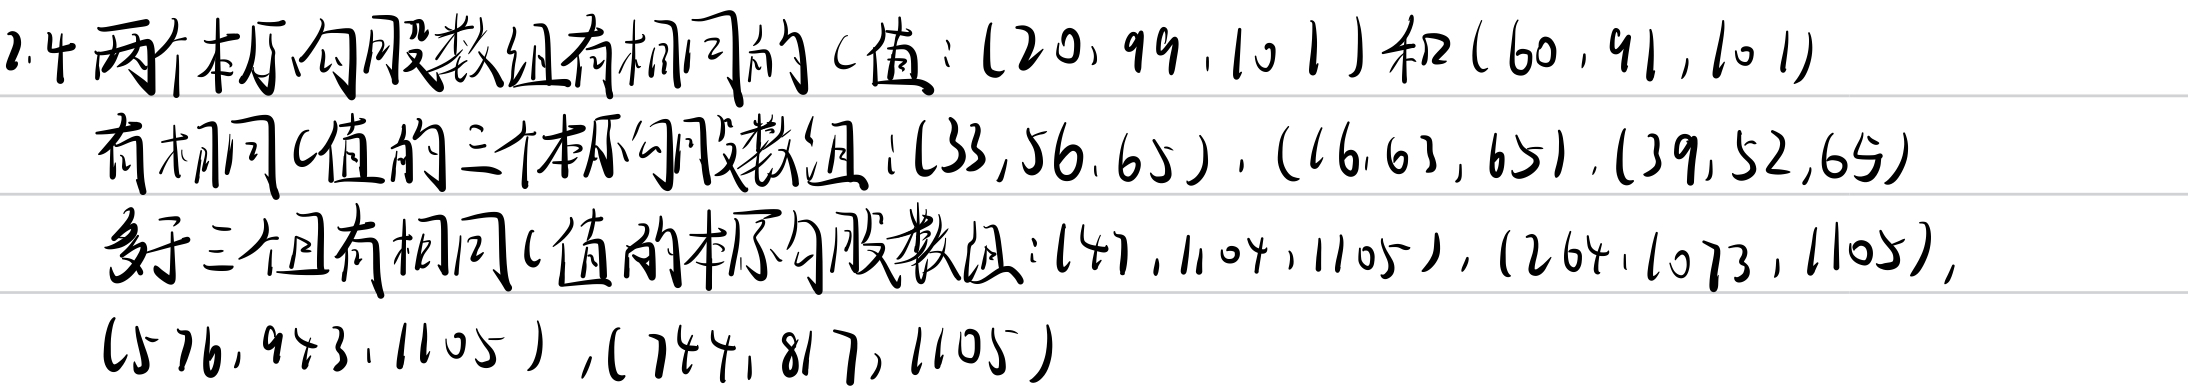 2.4 两个本原勾股数组有相同的c值：(20, 99, 101)和(60, 91, 101)
有相同c值的三个本原勾股数组：(33, 56, 65), (16, 63, 65), (39, 52, 65)
多于三个且有相同c值的本原勾股数组：(47, 1104, 1105), (264, 1073, 1105),
(576, 943, 1105), (744, 817, 1105)